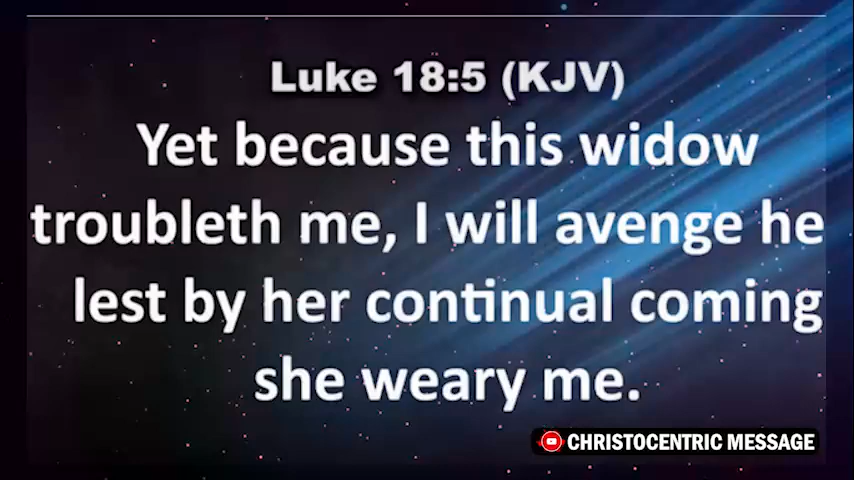 Luke 18:5 (KJV)
Yet because this widow
troubleth me, I will avenge he
lest by her continual coming
she weary me.
CHRISTOCENTRIC MESSAGE